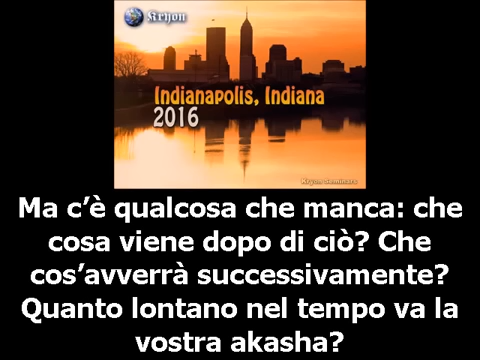 Kryon
Indianapolis, Indiana
2016
Kryon Seminars
Ma c’è qualcosa che manca: che
cosa viene dopo di ciò? Che
cos’avverrà successivamente?
Quanto lontano nel tempo va la
vostra akasha?